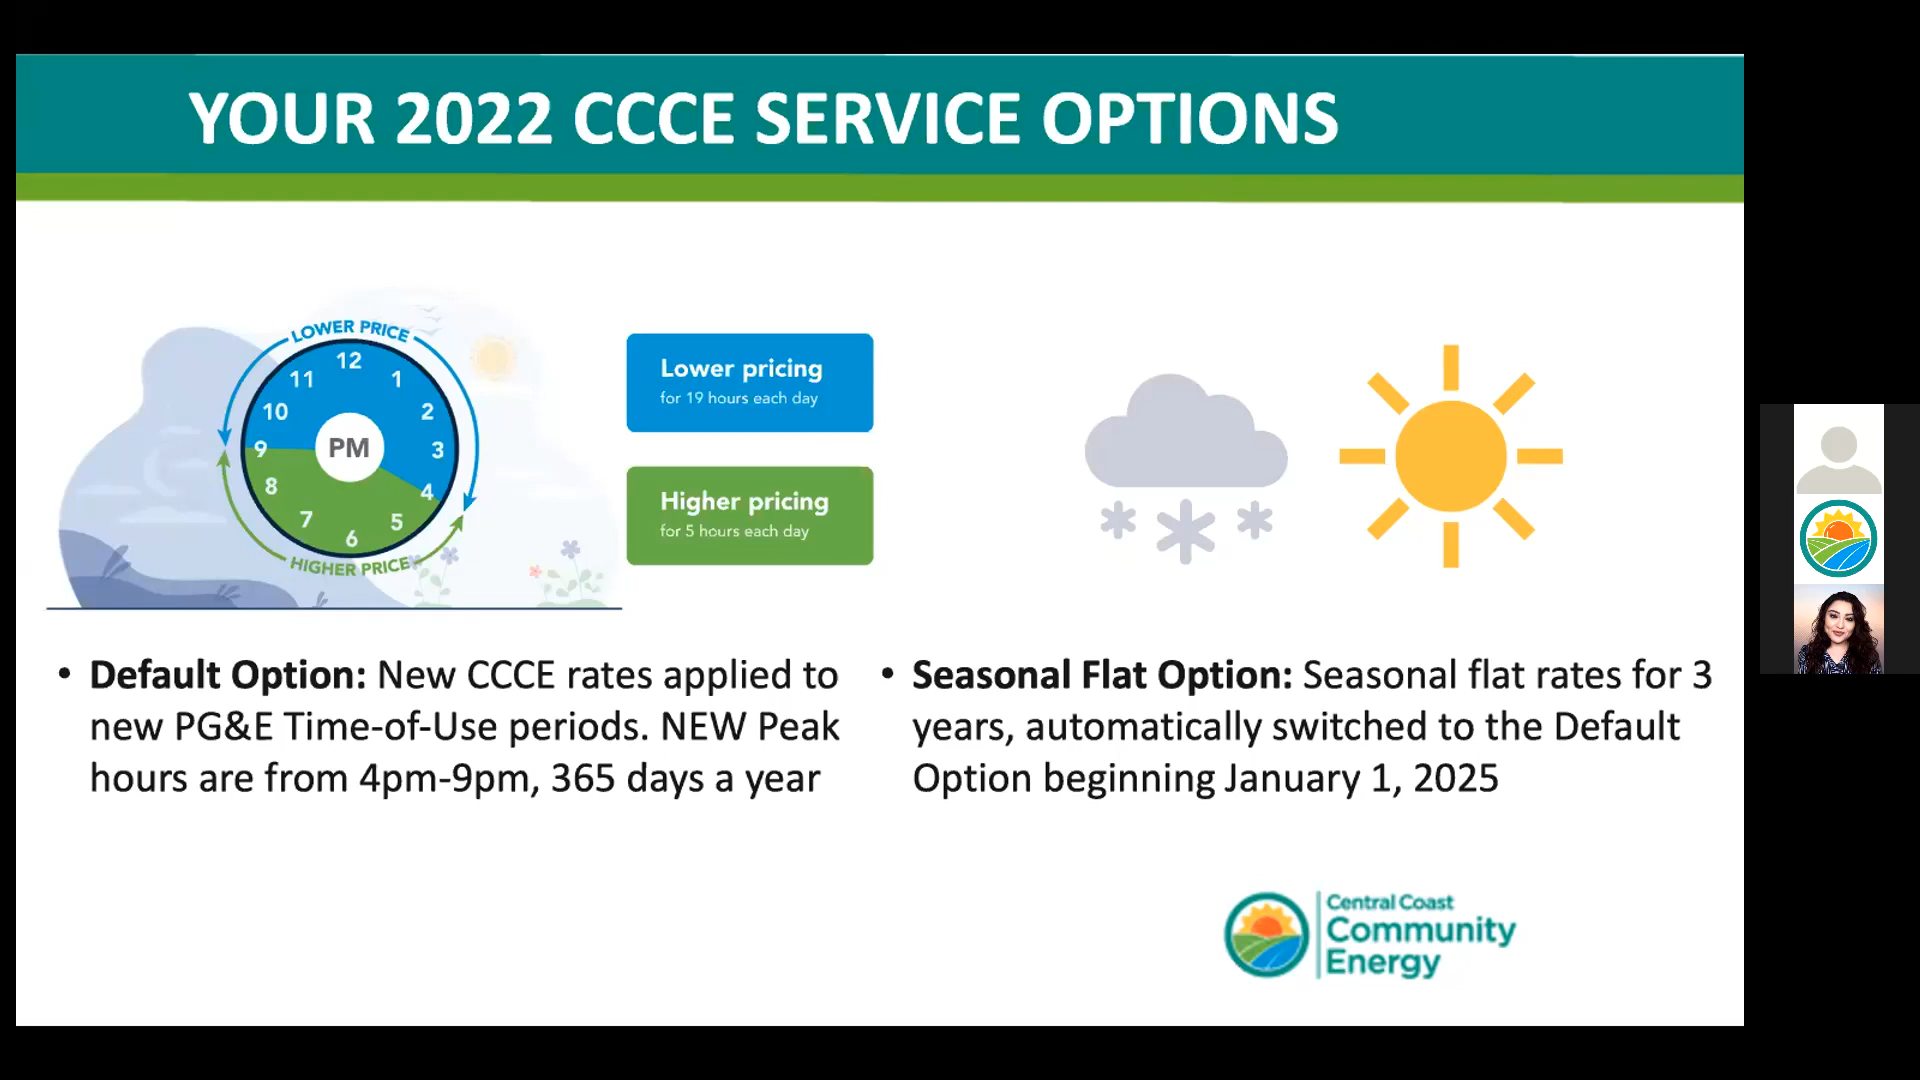 YOUR 2022 CCCE SERVICE OPTIONS
LOWER PRICE
12
11
1
10
2
PM
9
3
8
4
7
5
6
HIGHER PRICE
Lower pricing
for 19 hours each day
Higher pricing
for 5 hours each day
• Default Option: New CCCE rates applied to
new PG&E Time-of-Use periods. NEW Peak
hours are from 4pm-9pm, 365 days a year
• Seasonal Flat Option: Seasonal flat rates for 3
years, automatically switched to the Default
Option beginning January 1, 2025
Central Coast
Community
Energy